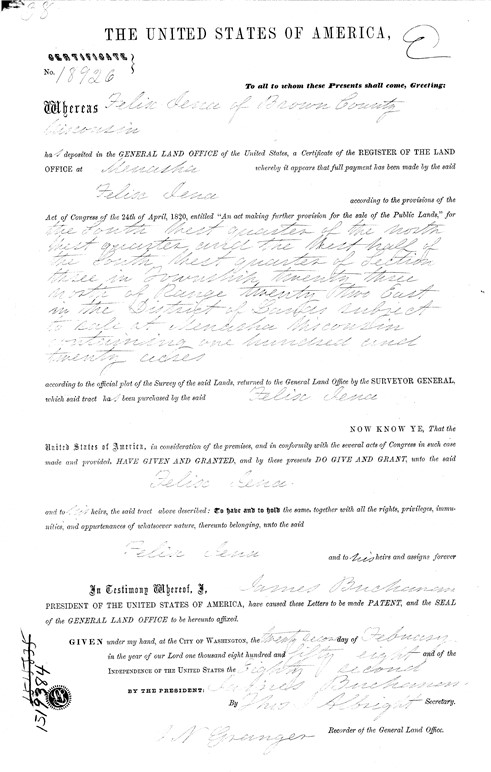 38
THE UNITED STATES OF AMERICA,
CERTIFICATE
No. 18926
To all to whom these Presents shall come, Greeting:
Whereas Felix Jena of Brown County
Wisconsin
ha s deposited in the GENERAL LAND OFFICE of the United States, a Certificate of the REGISTER OF THE LAND
OFFICE at Menasha whereby it appears that full payment has been made by the said
Felix Jena according to the provisions of the
Act of Congress of the 24th of April, 1820, entitled "An act making further provision for the sale of the Public Lands," for
the South West quarter of the North
West quarter, and the West half of
the South West quarter of Section
three in Township twenty three
North of Range twenty two East
in the District of Lands subject
to sale at Menasha Wisconsin
containing one hundred and
twenty acres
according to the official plat of the Survey of the said Lands, returned to the General Land Office by the SURVEYOR GENERAL,
which said tract ha s been purchased by the said Felix Jena
NOW KNOW YE, That the
United States of America, in consideration of the premises, and in conformity with the several acts of Congress in such case
made and provided, HAVE GIVEN AND GRANTED, and by these presents DO GIVE AND GRANT, unto the said
Felix Jena
and to his heirs, the said tract above described: To have and to hold the same, together with all the rights, privileges, immu-
nities, and appurtenances of whatsoever nature, thereunto belonging, unto the said
Felix Jena and to his heirs and assigns forever
In Testimony Whereof, I, James Buchanan
PRESIDENT OF THE UNITED STATES OF AMERICA, have caused these Letters to be made PATENT, and the SEAL
of the GENERAL LAND OFFICE to be hereunto affixed.
GIVEN under my hand, at the CITY OF WASHINGTON, the twenty second day of February
in the year of our Lord one thousand eight hundred and fifty eight and of the
INDEPENDENCE OF THE UNITED STATES the Eighty second
BY THE PRESIDENT: James Buchanan
By Albright Secretary.
J N Granger Recorder of the General Land Office.
1519384